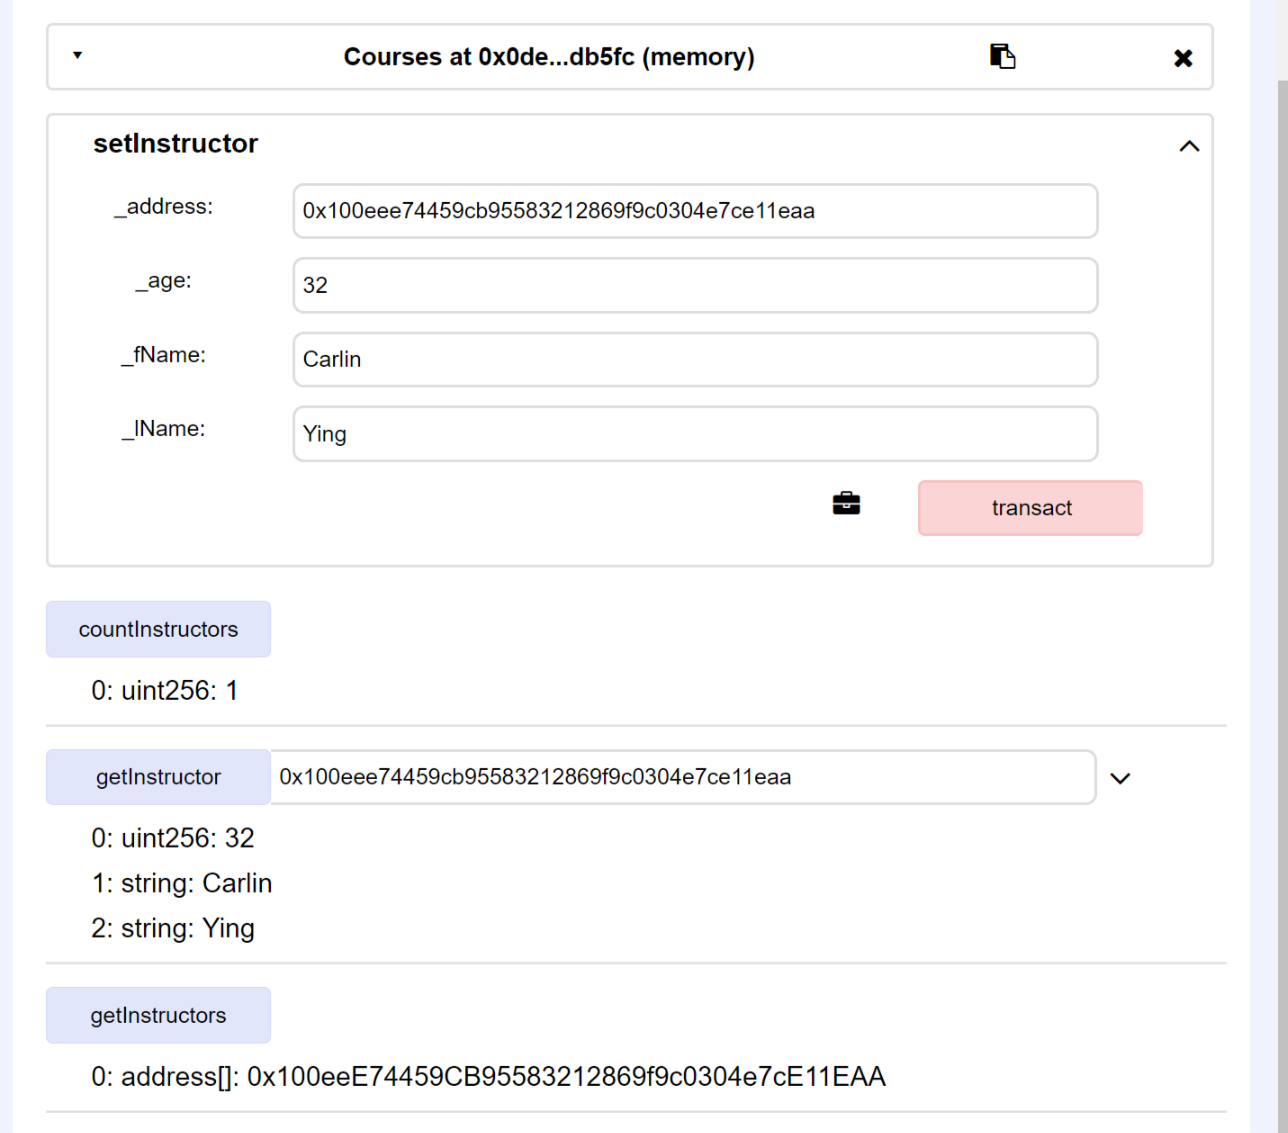 Courses at 0x0de...db5fc (memory)
setInstructor
_address:
0x100eee74459cb95583212869f9c0304e7ce11eaa
_age:
32
_fName:
Carlin
_lName:
Ying
transact
countInstructors
0: uint256: 1
getInstructor
0x100eee74459cb95583212869f9c0304e7ce11eaa
0: uint256: 32
1: string: Carlin
2: string: Ying
getInstructors
0: address[]: 0x100eeE74459CB95583212869f9c0304e7cE11EAA